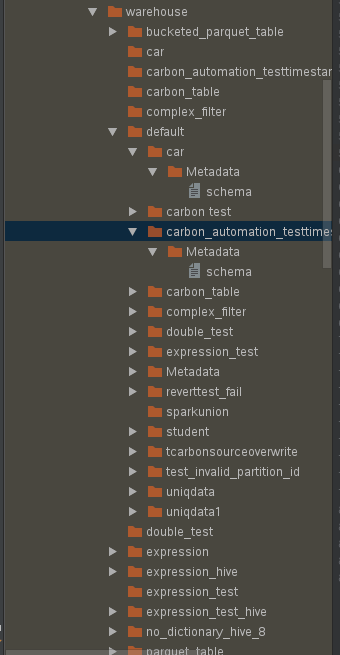 warehouse
bucketed_parquet_table
car
carbon_automation_testtimestar
carbon_table
complex_filter
default
car
Metadata
schema
carbon test
carbon_automation_testtimes
Metadata
schema
carbon_table
complex_filter
double_test
expression_test
Metadata
reverttest_fail
sparkunion
student
tcarbonsourceoverwrite
test_invalid_partition_id
uniqdata
uniqdata1
double_test
expression
expression_hive
expression_test
expression_test_hive
no_dictionary_hive_8
parquet_table